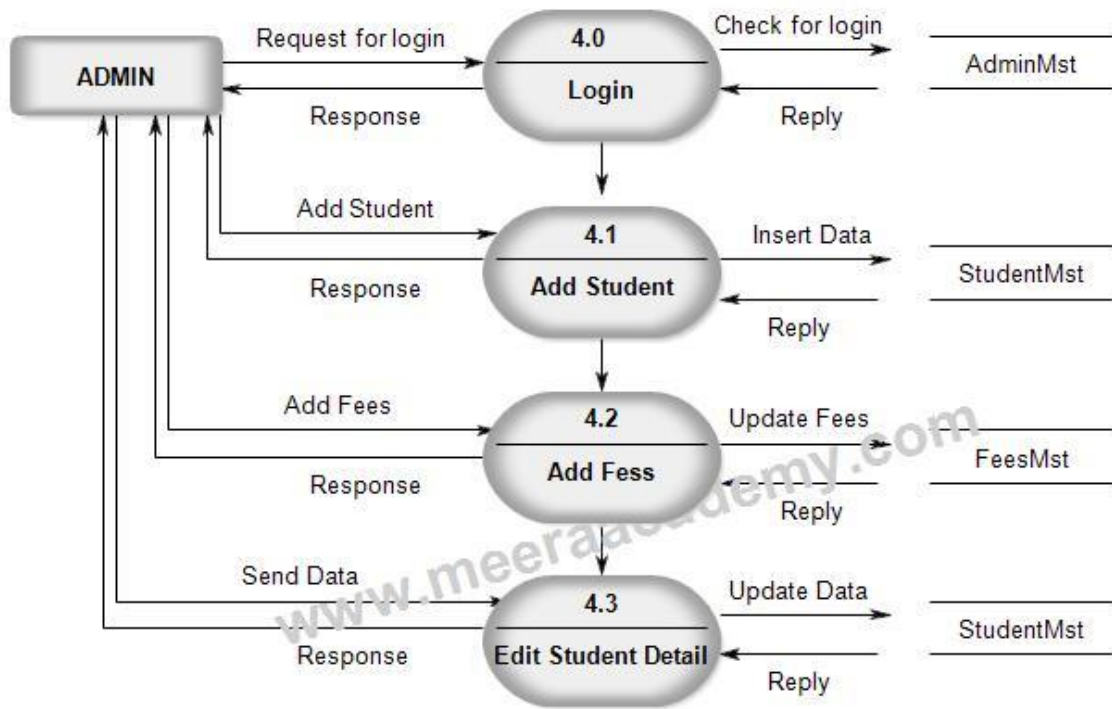 Request for login
4.0
Check for login
ADMIN
Login
AdminMst
Response
Reply
Add Student
4.1
Insert Data
Response
Add Student
StudentMst
Reply
Add Fees
4.2
Update Fees
Response
Add Fess
FeesMst
Reply
www.meeraacademy.com
Send Data
4.3
Update Data
Response
Edit Student Detail
StudentMst
Reply